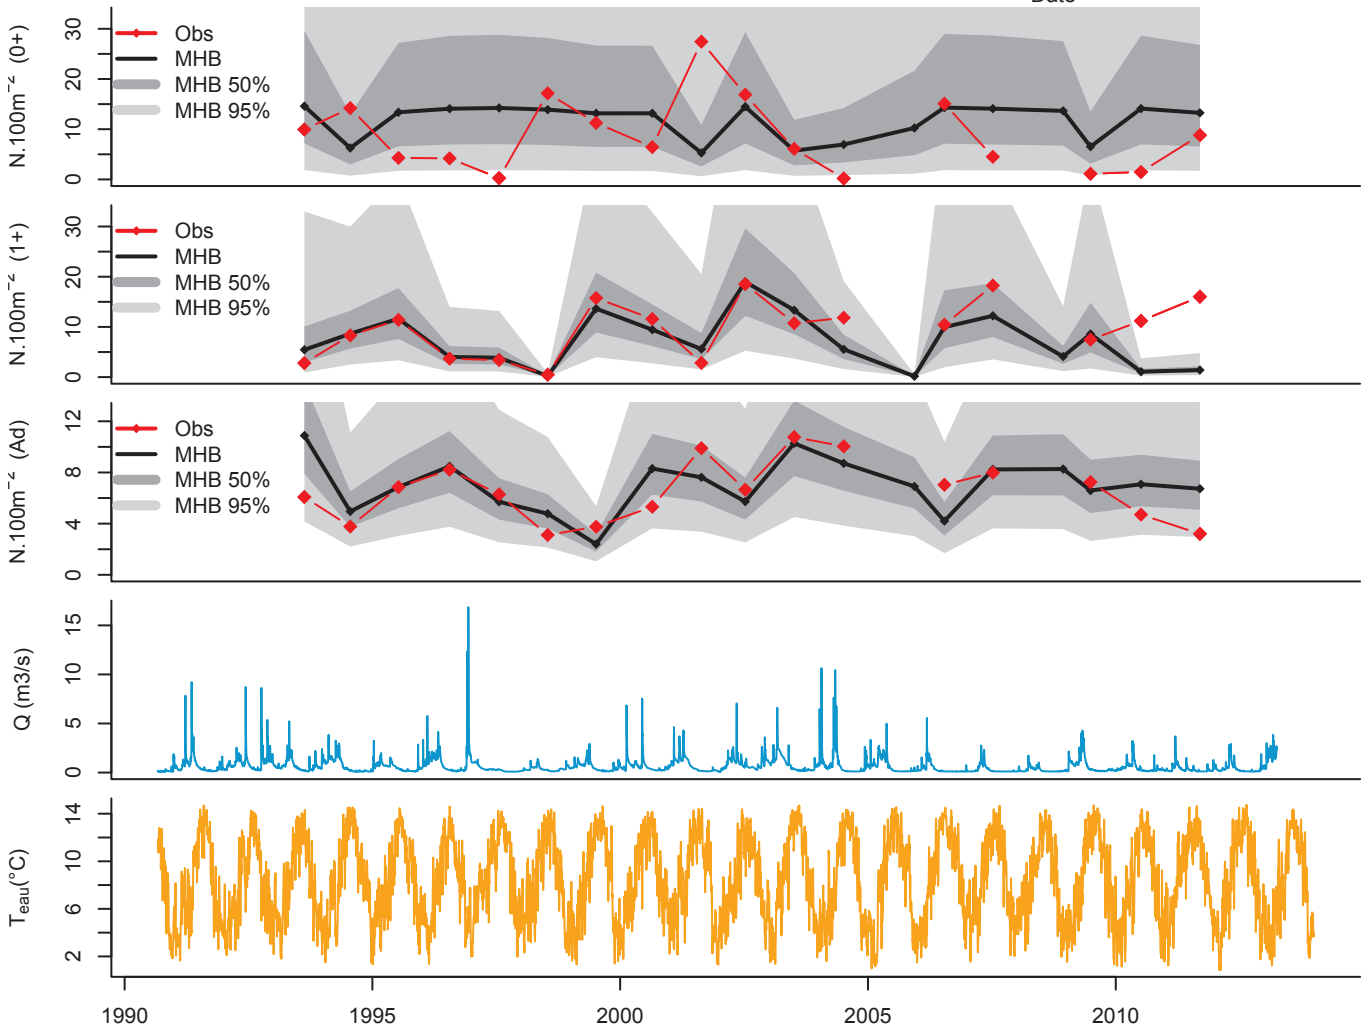 Date
N.100m⁻² (0+)
30
20
10
0
Obs
MHB
MHB 50%
MHB 95%
N.100m⁻² (1+)
30
20
10
0
Obs
MHB
MHB 50%
MHB 95%
N.100m⁻² (Ad)
12
8
4
0
Obs
MHB
MHB 50%
MHB 95%
Q (m3/s)
15
10
5
0
Teau(°C)
14
10
6
2
1990 1995 2000 2005 2010